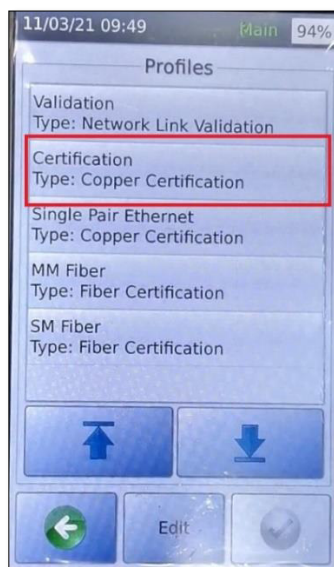 11/03/21 09:49 Main 94%
Profiles
Validation
Type: Network Link Validation
Certification
Type: Copper Certification
Single Pair Ethernet
Type: Copper Certification
MM Fiber
Type: Fiber Certification
SM Fiber
Type: Fiber Certification
Edit